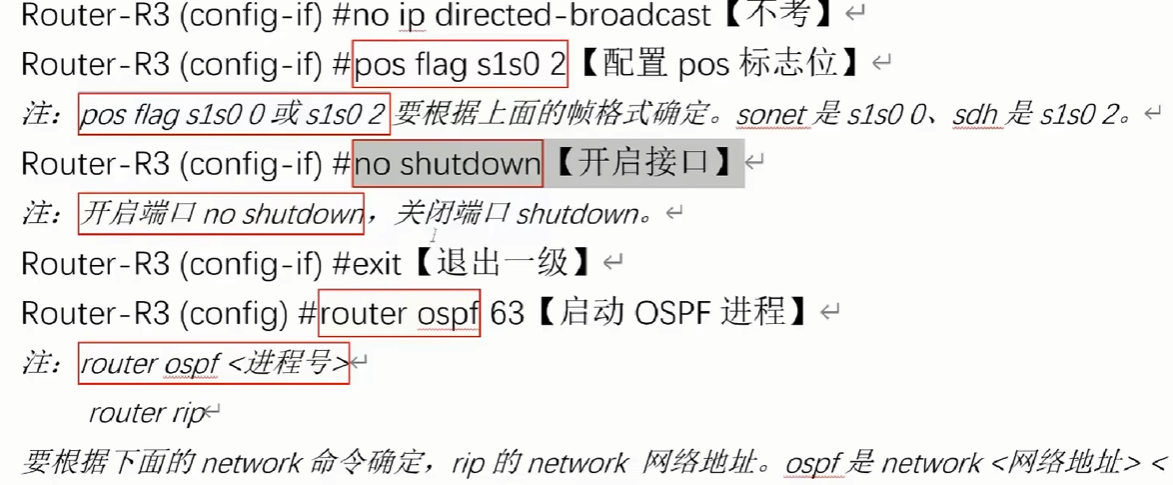 Router-R3 (config-if) #no ip directed-broadcast【不考】
Router-R3 (config-if) #pos flag s1s0 2【配置 pos 标志位】
注：pos flag s1s0 0 或 s1s0 2 要根据上面的帧格式确定。sonet 是 s1s0 0、sdh 是 s1s0 2。
Router-R3 (config-if) #no shutdown【开启接口】
注：开启端口 no shutdown，关闭端口 shutdown。
Router-R3 (config-if) #exit【退出一级】
Router-R3 (config) #router ospf 63【启动 OSPF 进程】
注：router ospf <进程号>
router rip
要根据下面的 network 命令确定，rip 的 network 网络地址。ospf 是 network <网络地址> <